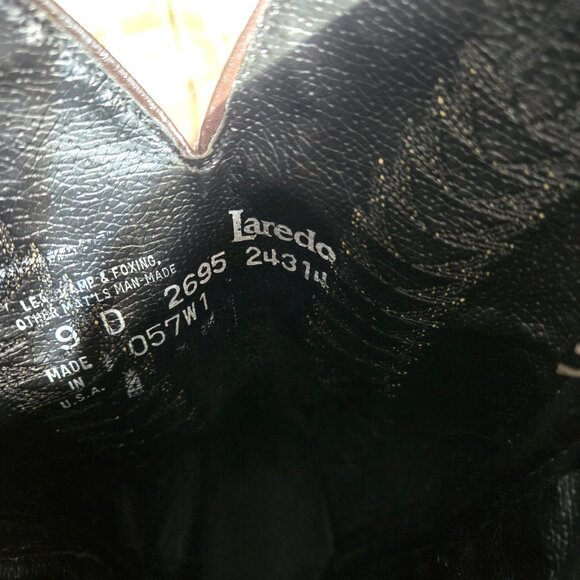 Laredo
2695 24314
LEA. VAMP & FOXING,
OTHER MAT'LS MAN-MADE
9 D 057W1
MADE
IN
U.S.A.